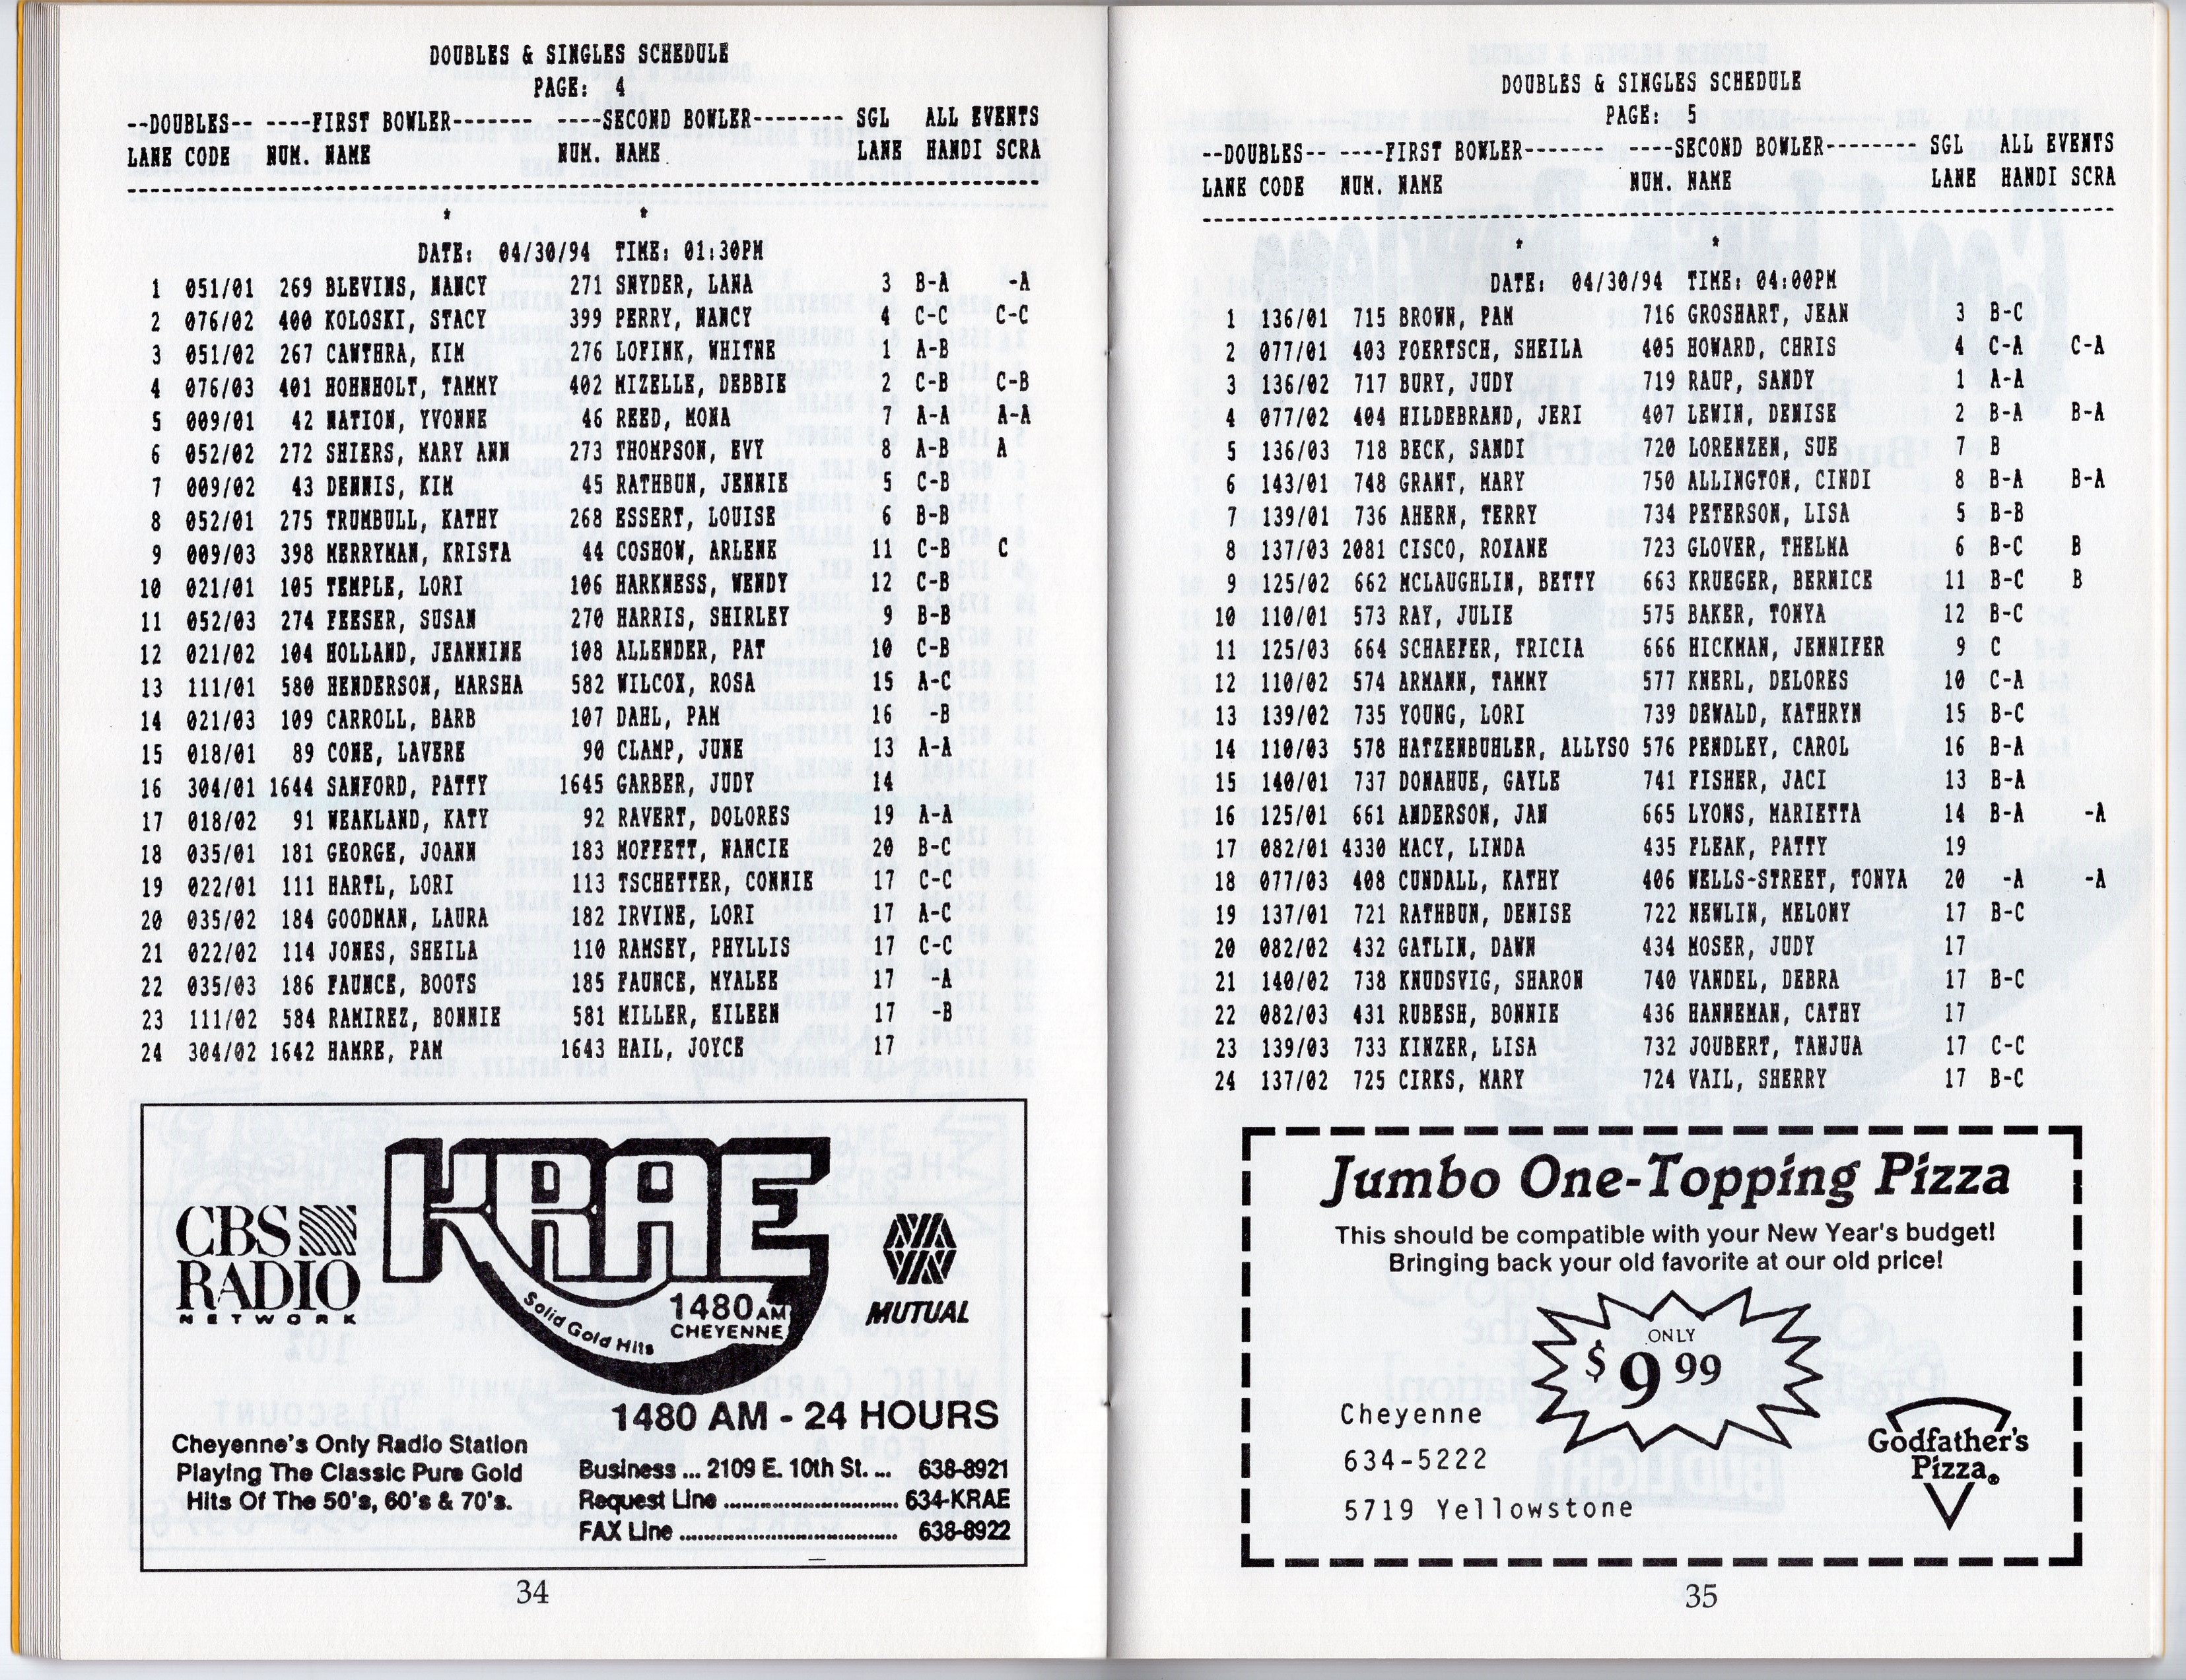 DOUBLES & SINGLES SCHEDULE
PAGE: 4
--DOUBLES-- ----FIRST BOWLER------- ----SECOND BOWLER-------- SGL ALL EVENTS
LANE CODE NUM. NAME NUM. NAME LANE HANDI SCRA
* *
DATE: 04/30/94 TIME: 01:30PM
1 051/01 269 BLEVINS, NANCY 271 SNYDER, LANA 3 B-A -A
2 076/02 400 KOLOSKI, STACY 399 PERRY, NANCY 4 C-C C-C
3 051/02 267 CAWTHRA, KIM 276 LOFINK, WHITNE 1 A-B
4 076/03 401 HOHNHOLT, TAMMY 402 MIZELLE, DEBBIE 2 C-B C-B
5 009/01 42 NATION, YVONNE 46 REED, MONA 7 A-A A-A
6 052/02 272 SHIERS, MARY ANN 273 THOMPSON, EVY 8 A-B A
7 009/02 43 DENNIS, KIM 45 RATHBUN, JENNIE 5 C-B
8 052/01 275 TRUMBULL, KATHY 268 ESSERT, LOUISE 6 B-B
9 009/03 398 MERRYMAN, KRISTA 44 COSHOW, ARLENE 11 C-B C
10 021/01 105 TEMPLE, LORI 106 HARKNESS, WENDY 12 C-B
11 052/03 274 FEESER, SUSAN 270 HARRIS, SHIRLEY 9 B-B
12 021/02 104 HOLLAND, JEANNINE 108 ALLENDER, PAT 10 C-B
13 111/01 580 HENDERSON, MARSHA 582 WILCOX, ROSA 15 A-C
14 021/03 109 CARROLL, BARB 107 DAHL, PAM 16 -B
15 018/01 89 CONE, LAVERE 90 CLAMP, JUNE 13 A-A
16 304/01 1644 SANFORD, PATTY 1645 GARBER, JUDY 14
17 018/02 91 WEAKLAND, KATY 92 RAVERT, DOLORES 19 A-A
18 035/01 181 GEORGE, JOANN 183 MOFFETT, NANCIE 20 B-C
19 022/01 111 HARTL, LORI 113 TSCHETTER, CONNIE 17 C-C
20 035/02 184 GOODMAN, LAURA 182 IRVINE, LORI 17 A-C
21 022/02 114 JONES, SHEILA 110 RAMSEY, PHYLLIS 17 C-C
22 035/03 186 FAUNCE, BOOTS 185 FAUNCE, MYALEE 17 -A
23 111/02 584 RAMIREZ, BONNIE 581 MILLER, EILEEN 17 -B
24 304/02 1642 HAMRE, PAM 1643 HAIL, JOYCE 17
CBS RADIO
NETWORK
KRAE
Solid Gold Hits
1480 AM
CHEYENNE
MUTUAL
1480 AM - 24 HOURS
Cheyenne's Only Radio Station
Playing The Classic Pure Gold
Hits Of The 50's, 60's & 70's.
Business ... 2109 E. 10th St. ... 638-8921
Request Line ............................ 634-KRAE
FAX Line ................................... 638-8922
34
DOUBLES & SINGLES SCHEDULE
PAGE: 5
--DOUBLES-- ----FIRST BOWLER------- ----SECOND BOWLER-------- SGL ALL EVENTS
LANE CODE NUM. NAME NUM. NAME LANE HANDI SCRA
* *
DATE: 04/30/94 TIME: 04:00PM
1 136/01 715 BROWN, PAM 716 GROSHART, JEAN 3 B-C
2 077/01 403 FOERTSCH, SHEILA 405 HOWARD, CHRIS 4 C-A C-A
3 136/02 717 BURY, JUDY 719 RAUP, SANDY 1 A-A
4 077/02 404 HILDEBRAND, JERI 407 LEWIN, DENISE 2 B-A B-A
5 136/03 718 BECK, SANDI 720 LORENZEN, SUE 7 B
6 143/01 748 GRANT, MARY 750 ALLINGTON, CINDI 8 B-A B-A
7 139/01 736 AHERN, TERRY 734 PETERSON, LISA 5 B-B
8 137/03 2081 CISCO, ROXANE 723 GLOVER, THELMA 6 B-C B
9 125/02 662 MCLAUGHLIN, BETTY 663 KRUEGER, BERNICE 11 B-C B
10 110/01 573 RAY, JULIE 575 BAKER, TONYA 12 B-C
11 125/03 664 SCHAEFER, TRICIA 666 HICKMAN, JENNIFER 9 C
12 110/02 574 ARMANN, TAMMY 577 KNERL, DELORES 10 C-A
13 139/02 735 YOUNG, LORI 739 DEWALD, KATHRYN 15 B-C
14 110/03 578 HATZENBUHLER, ALLYSO 576 PENDLEY, CAROL 16 B-A
15 140/01 737 DONAHUE, GAYLE 741 FISHER, JACI 13 B-A
16 125/01 661 ANDERSON, JAN 665 LYONS, MARIETTA 14 B-A -A
17 082/01 4330 MACY, LINDA 435 FLEAK, PATTY 19
18 077/03 408 CUNDALL, KATHY 406 WELLS-STREET, TONYA 20 -A -A
19 137/01 721 RATHBUN, DENISE 722 NEWLIN, MELONY 17 B-C
20 082/02 432 GATLIN, DAWN 434 MOSER, JUDY 17
21 140/02 738 KNUDSVIG, SHARON 740 VANDEL, DEBRA 17 B-C
22 082/03 431 RUBESH, BONNIE 436 HANNEMAN, CATHY 17
23 139/03 733 KINZER, LISA 732 JOUBERT, TANJUA 17 C-C
24 137/02 725 CIRKS, MARY 724 VAIL, SHERRY 17 B-C
Jumbo One-Topping Pizza
This should be compatible with your New Year's budget!
Bringing back your old favorite at our old price!
ONLY
$9.99
Cheyenne
634-5222
5719 Yellowstone
Godfather's
Pizza®
35